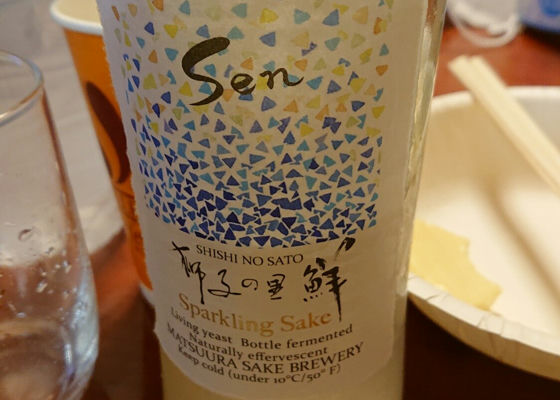 Sen
SHISHI NO SATO
獅子の里 鮮
Sparkling Sake
Living yeast Bottle fermented
Naturally effervescent
MATSUURA SAKE BREWERY
Keep cold (under 10°C/50° F)